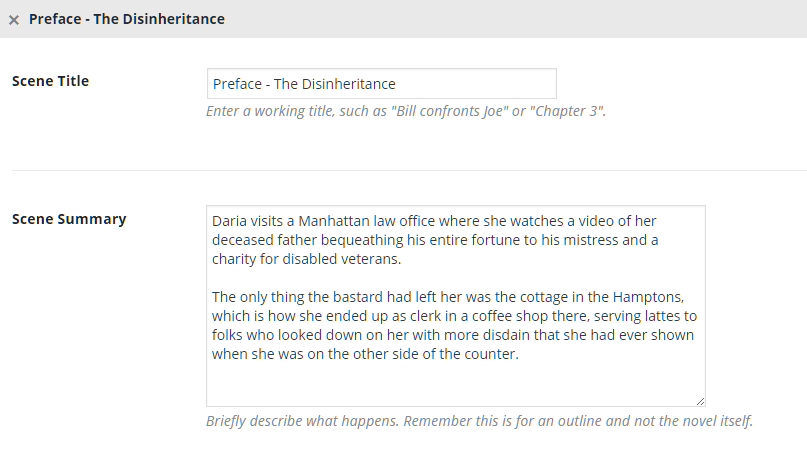 × Preface - The Disinheritance
Scene Title
Preface - The Disinheritance
Enter a working title, such as "Bill confronts Joe" or "Chapter 3".
Scene Summary
Daria visits a Manhattan law office where she watches a video of her
deceased father bequeathing his entire fortune to his mistress and a
charity for disabled veterans.
The only thing the bastard had left her was the cottage in the Hamptons,
which is how she ended up as clerk in a coffee shop there, serving lattes to
folks who looked down on her with more disdain that she had ever shown
when she was on the other side of the counter.
Briefly describe what happens. Remember this is for an outline and not the novel itself.